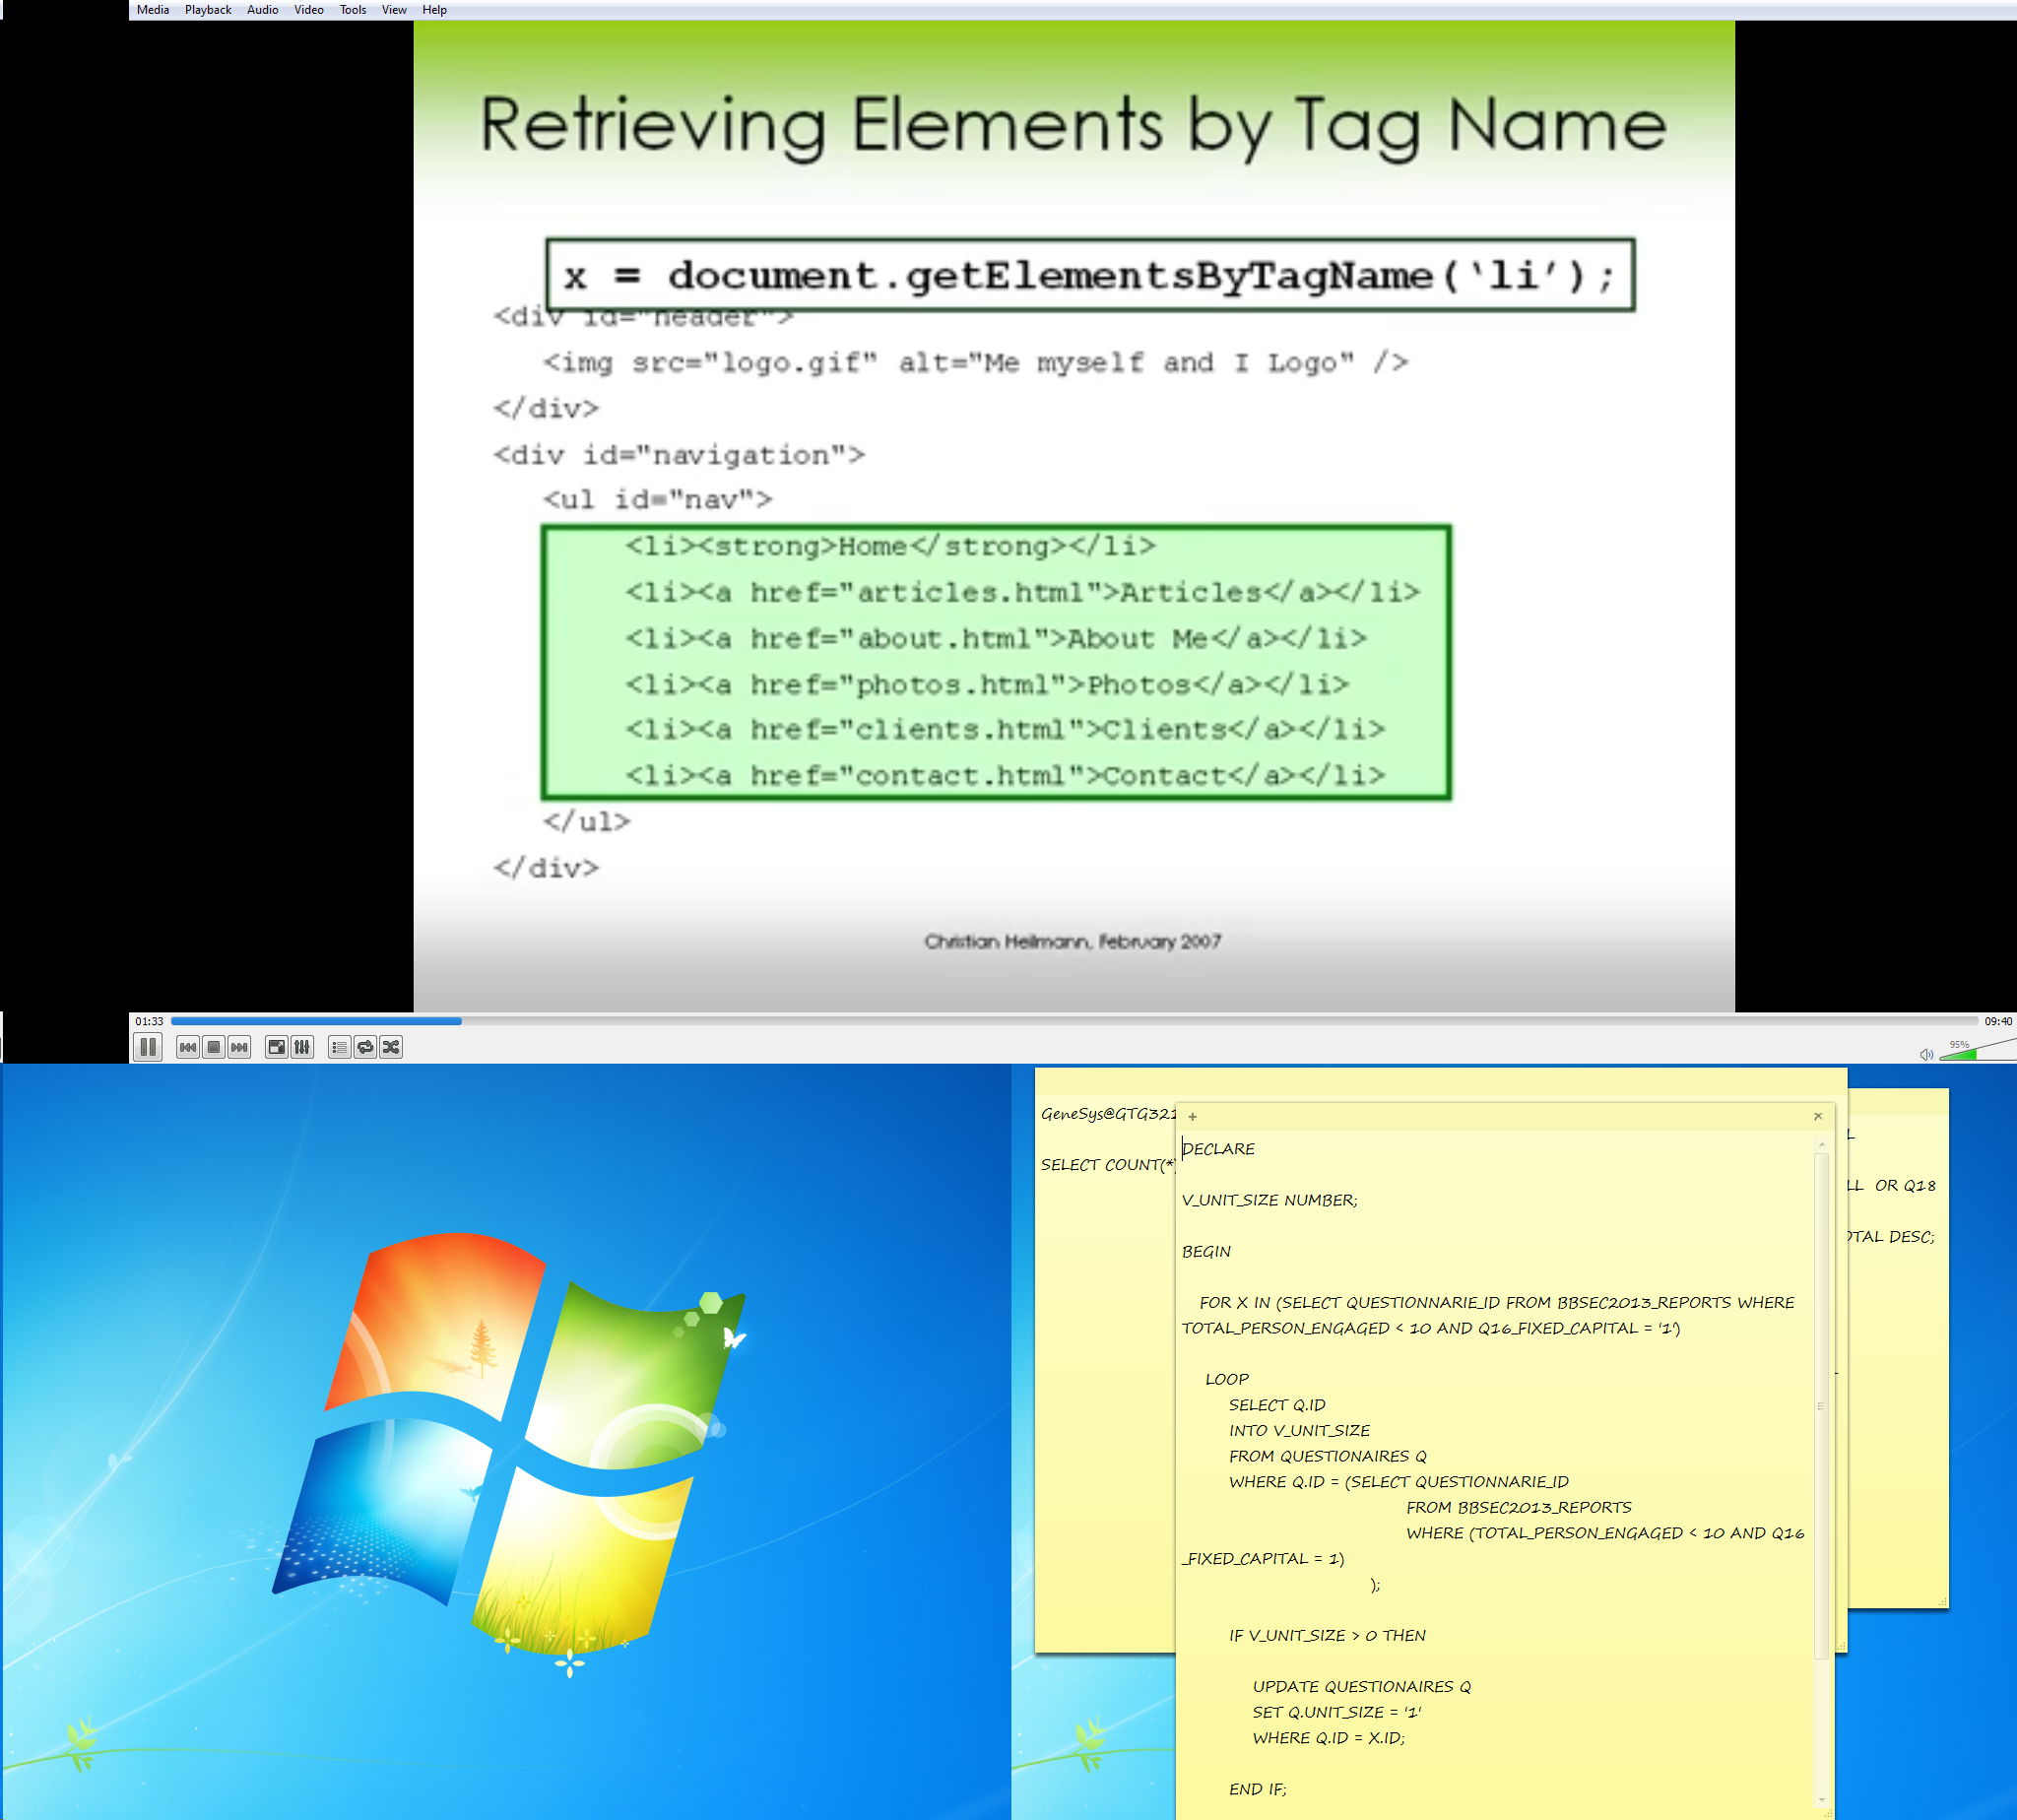 Media Playback Audio Video Tools View Help
Retrieving Elements by Tag Name
x = document.getElementsByTagName(‘li’);
<div id="header">
<img src="logo.gif" alt="Me myself and I Logo" />
</div>
<div id="navigation">
<ul id="nav">
<li><strong>Home</strong></li>
<li><a href="articles.html">Articles</a></li>
<li><a href="about.html">About Me</a></li>
<li><a href="photos.html">Photos</a></li>
<li><a href="clients.html">Clients</a></li>
<li><a href="contact.html">Contact</a></li>
</ul>
</div>
Christian Heilmann, February 2007
01:33
09:40
95%
GeneSys@GTG321
SELECT COUNT(*)
DECLARE
V_UNIT_SIZE NUMBER;
BEGIN
FOR X IN (SELECT QUESTIONNARIE_ID FROM BBSEC2013_REPORTS WHERE
TOTAL_PERSON_ENGAGED < 10 AND Q16_FIXED_CAPITAL = '1')
LOOP
SELECT Q.ID
INTO V_UNIT_SIZE
FROM QUESTIONAIRES Q
WHERE Q.ID = (SELECT QUESTIONNARIE_ID
FROM BBSEC2013_REPORTS
WHERE (TOTAL_PERSON_ENGAGED < 10 AND Q16
_FIXED_CAPITAL = 1)
);
IF V_UNIT_SIZE > 0 THEN
UPDATE QUESTIONAIRES Q
SET Q.UNIT_SIZE = '1'
WHERE Q.ID = X.ID;
END IF;
L
LL OR Q18
OTAL DESC;